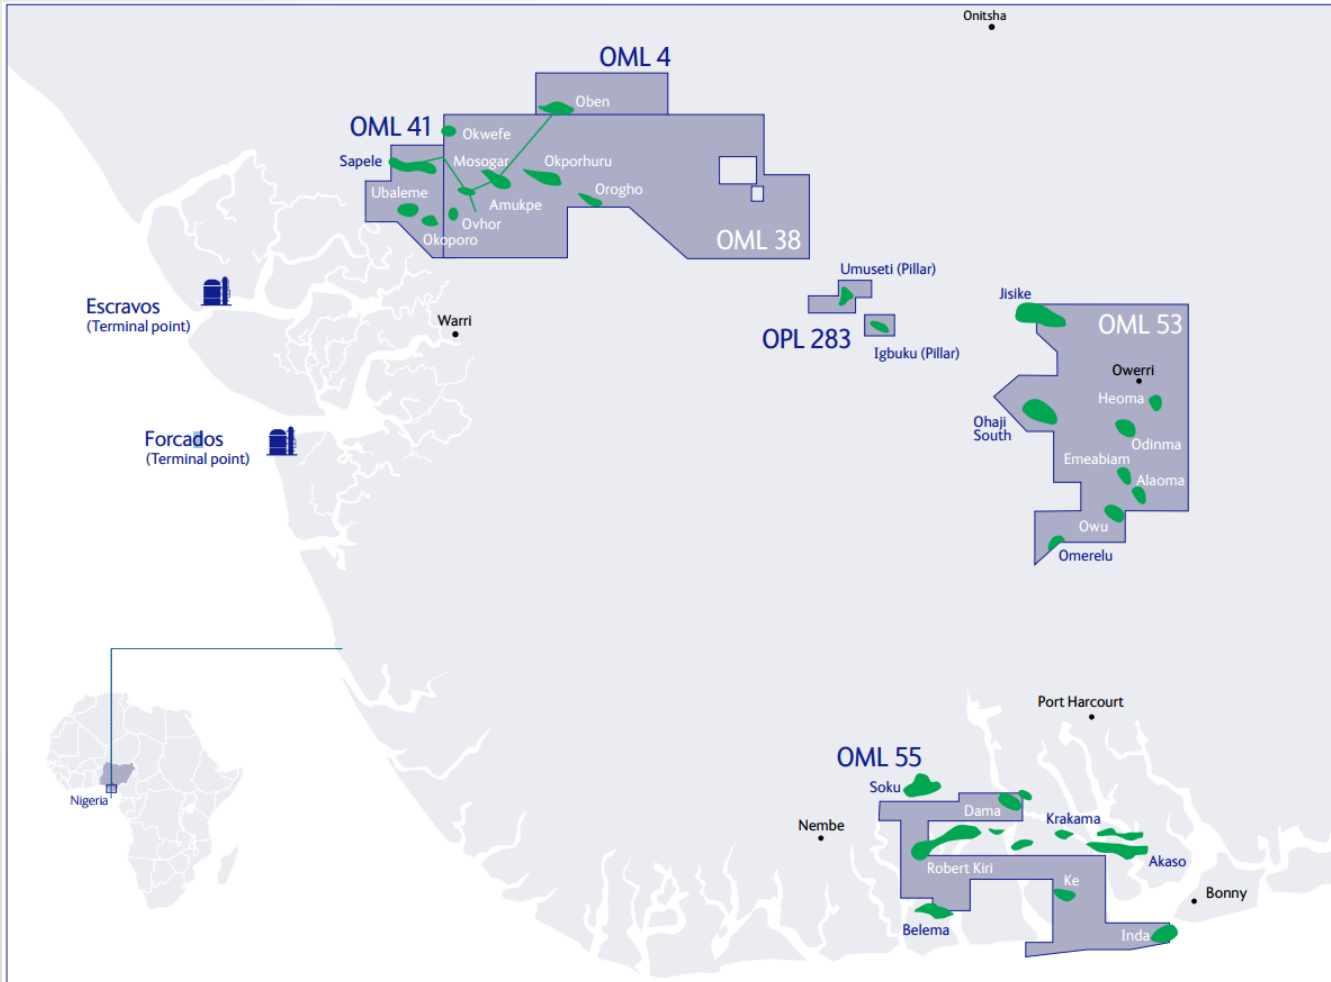 Onitsha
OML 4
Oben
OML 41
Okwefe
Sapele
Mosogar
Okporhuru
Ubaleme
Amukpe
Orogho
Ovhor
Okoporo
OML 38
Umuseti (Pillar)
Escravos
(Terminal point)
Warri
OPL 283
Igbuku (Pillar)
Jisike
OML 53
Owerri
Heoma
Ohaji
South
Odinma
Forcados
(Terminal point)
Emeabiam
Alaoma
Owu
Omerelu
Port Harcourt
OML 55
Soku
Nigeria
Dama
Nembe
Krakama
Akaso
Robert Kiri
Ke
Bonny
Belema
Inda